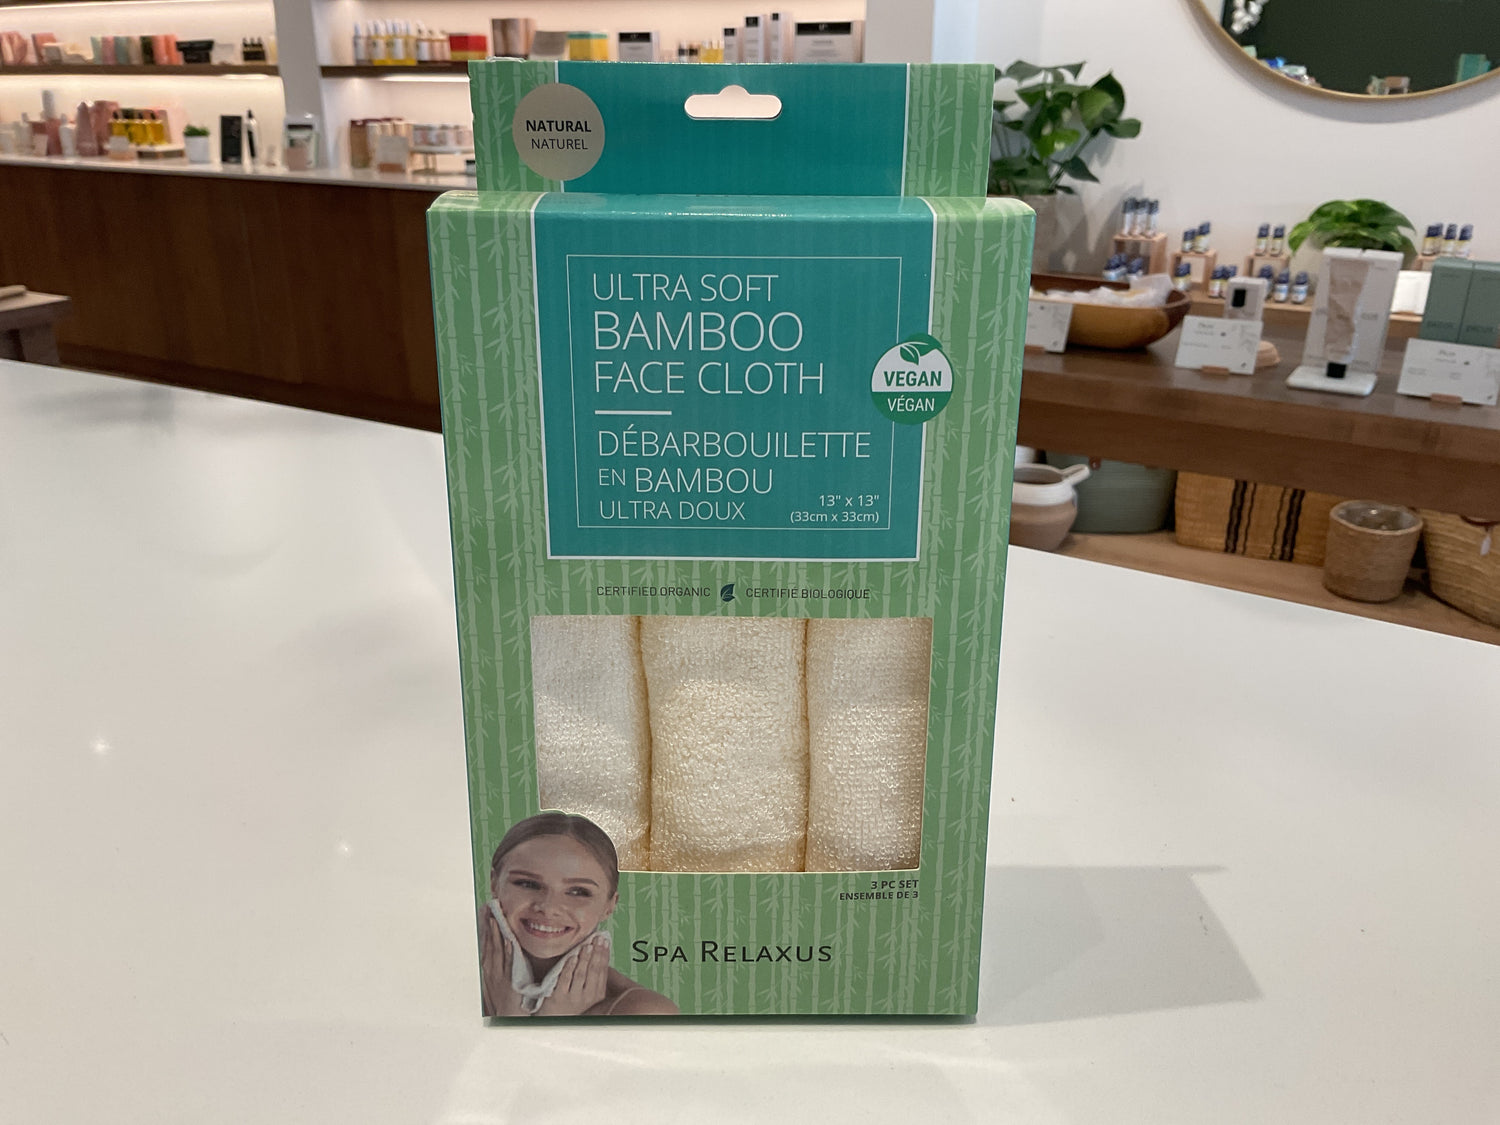 NATURAL
NATUREL
ULTRA SOFT
BAMBOO
FACE CLOTH
VEGAN
VÉGAN
DÉBARBOUILETTE
EN BAMBOU
ULTRA DOUX
13" x 13"
(33cm x 33cm)
CERTIFIED ORGANIC CERTIFIÉ BIOLOGIQUE
3 PC SET
ENSEMBLE DE 3
SPA RELAXUS